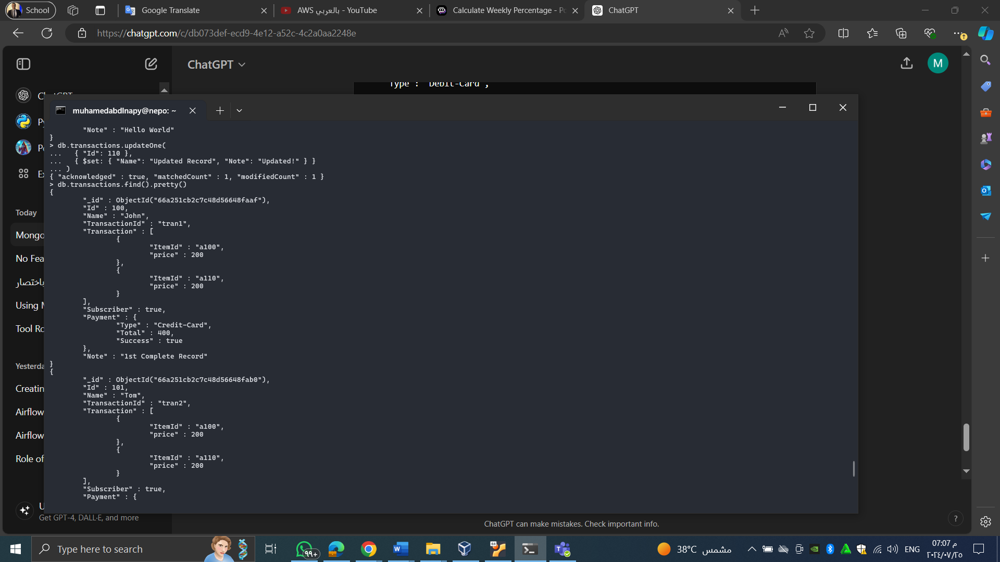 School
Google Translate
AWS بالعربي - YouTube
Calculate Weekly Percentage - Po
ChatGPT
https://chatgpt.com/c/db073def-ecd9-4e12-a52c-4c2a0aa2248e
ChatGPT
M
Type : Debit-Card ,
ChatGPT
Py
Today
Mongo
No Fea
باختصار
Using M
Tool Ro
Yesterda
Creatin
Airflow
Airflow
Role of
U
Get GPT-4, DALL·E, and more
muhamedabdlnapy@nepo: ~
"Note" : "Hello World"
}
> db.transactions.updateOne(
...   { "Id": 110 },
...   { $set: { "Name": "Updated Record", "Note": "Updated!" } }
... )
{ "acknowledged" : true, "matchedCount" : 1, "modifiedCount" : 1 }
> db.transactions.find().pretty()
{
"_id" : ObjectId("66a251cb2c7c48d56648faaf"),
"Id" : 100,
"Name" : "John",
"TransactionId" : "tran1",
"Transaction" : [
{
"ItemId" : "a100",
"price" : 200
},
{
"ItemId" : "a110",
"price" : 200
}
],
"Subscriber" : true,
"Payment" : {
"Type" : "Credit-Card",
"Total" : 400,
"Success" : true
},
"Note" : "1st Complete Record"
}
{
"_id" : ObjectId("66a251cb2c7c48d56648fab0"),
"Id" : 101,
"Name" : "Tom",
"TransactionId" : "tran2",
"Transaction" : [
{
"ItemId" : "a100",
"price" : 200
},
{
"ItemId" : "a110",
"price" : 200
}
],
"Subscriber" : true,
"Payment" : {
ChatGPT can make mistakes. Check important info.
?
Type here to search
٩٩+
64
38°C مشمس
ENG
07:07 م
٢٠٢٤/٠٧/٢٥